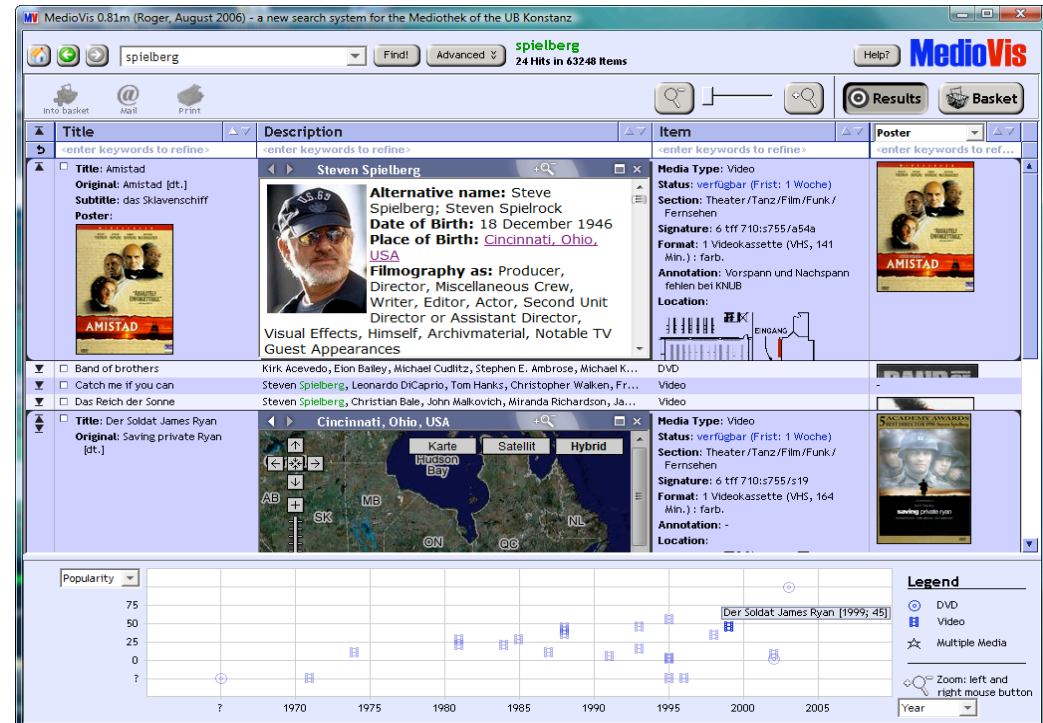 MV MedioVis 0.81m (Roger, August 2006) - a new search system for the Mediothek of the UB Konstanz
spielberg
Find!
Advanced
spielberg
24 Hits in 63248 Items
Help?
MedioVis
Into basket
Mail
Print
Results
Basket
Title
Description
Item
Poster
<enter keywords to refine>
<enter keywords to refine>
<enter keywords to refine>
<enter keywords to ref...
Title: Amistad
Original: Amistad [dt.]
Subtitle: das Sklavenschiff
Poster:
AMISTAD
Steven Spielberg
Alternative name: Steve
Spielberg; Steven Spielrock
Date of Birth: 18 December 1946
Place of Birth: Cincinnati, Ohio,
USA
Filmography as: Producer,
Director, Miscellaneous Crew,
Writer, Editor, Actor, Second Unit
Director or Assistant Director,
Visual Effects, Himself, Archivmaterial, Notable TV
Guest Appearances
Media Type: Video
Status: verfügbar (Frist: 1 Woche)
Section: Theater/Tanz/Film/Funk/
Fernsehen
Signature: 6 tff 710:s755/a54a
Format: 1 Videokassette (VHS, 141
Min.) : farb.
Annotation: Vorspann und Nachspann
fehlen bei KNUB
Location:
EINGANG
AMISTAD
Band of brothers
Kirk Acevedo, Eion Bailey, Michael Cudlitz, Stephen E. Ambrose, Michael K...
DVD
Catch me if you can
Steven Spielberg, Leonardo DiCaprio, Tom Hanks, Christopher Walken, Fr...
Video
-
Das Reich der Sonne
Steven Spielberg, Christian Bale, John Malkovich, Miranda Richardson, Ja...
Video
Title: Der Soldat James Ryan
Original: Saving private Ryan
[dt.]
Cincinnati, Ohio, USA
Karte
Satellit
Hybrid
Hudson
Bay
AB
MB
SK
NL
ON
QC
Media Type: Video
Status: verfügbar (Frist: 1 Woche)
Section: Theater/Tanz/Film/Funk/
Fernsehen
Signature: 6 tff 710:s755/s19
Format: 1 Videokassette (VHS, 164
Min.) : farb.
Annotation: -
Location:
5 ACADEMY AWARDS
saving private ryan
Popularity
75
50
25
0
?
Der Soldat James Ryan [1999; 45]
? 1970 1975 1980 1985 1990 1995 2000 2005
Legend
DVD
Video
Multiple Media
Zoom: left and
right mouse button
Year